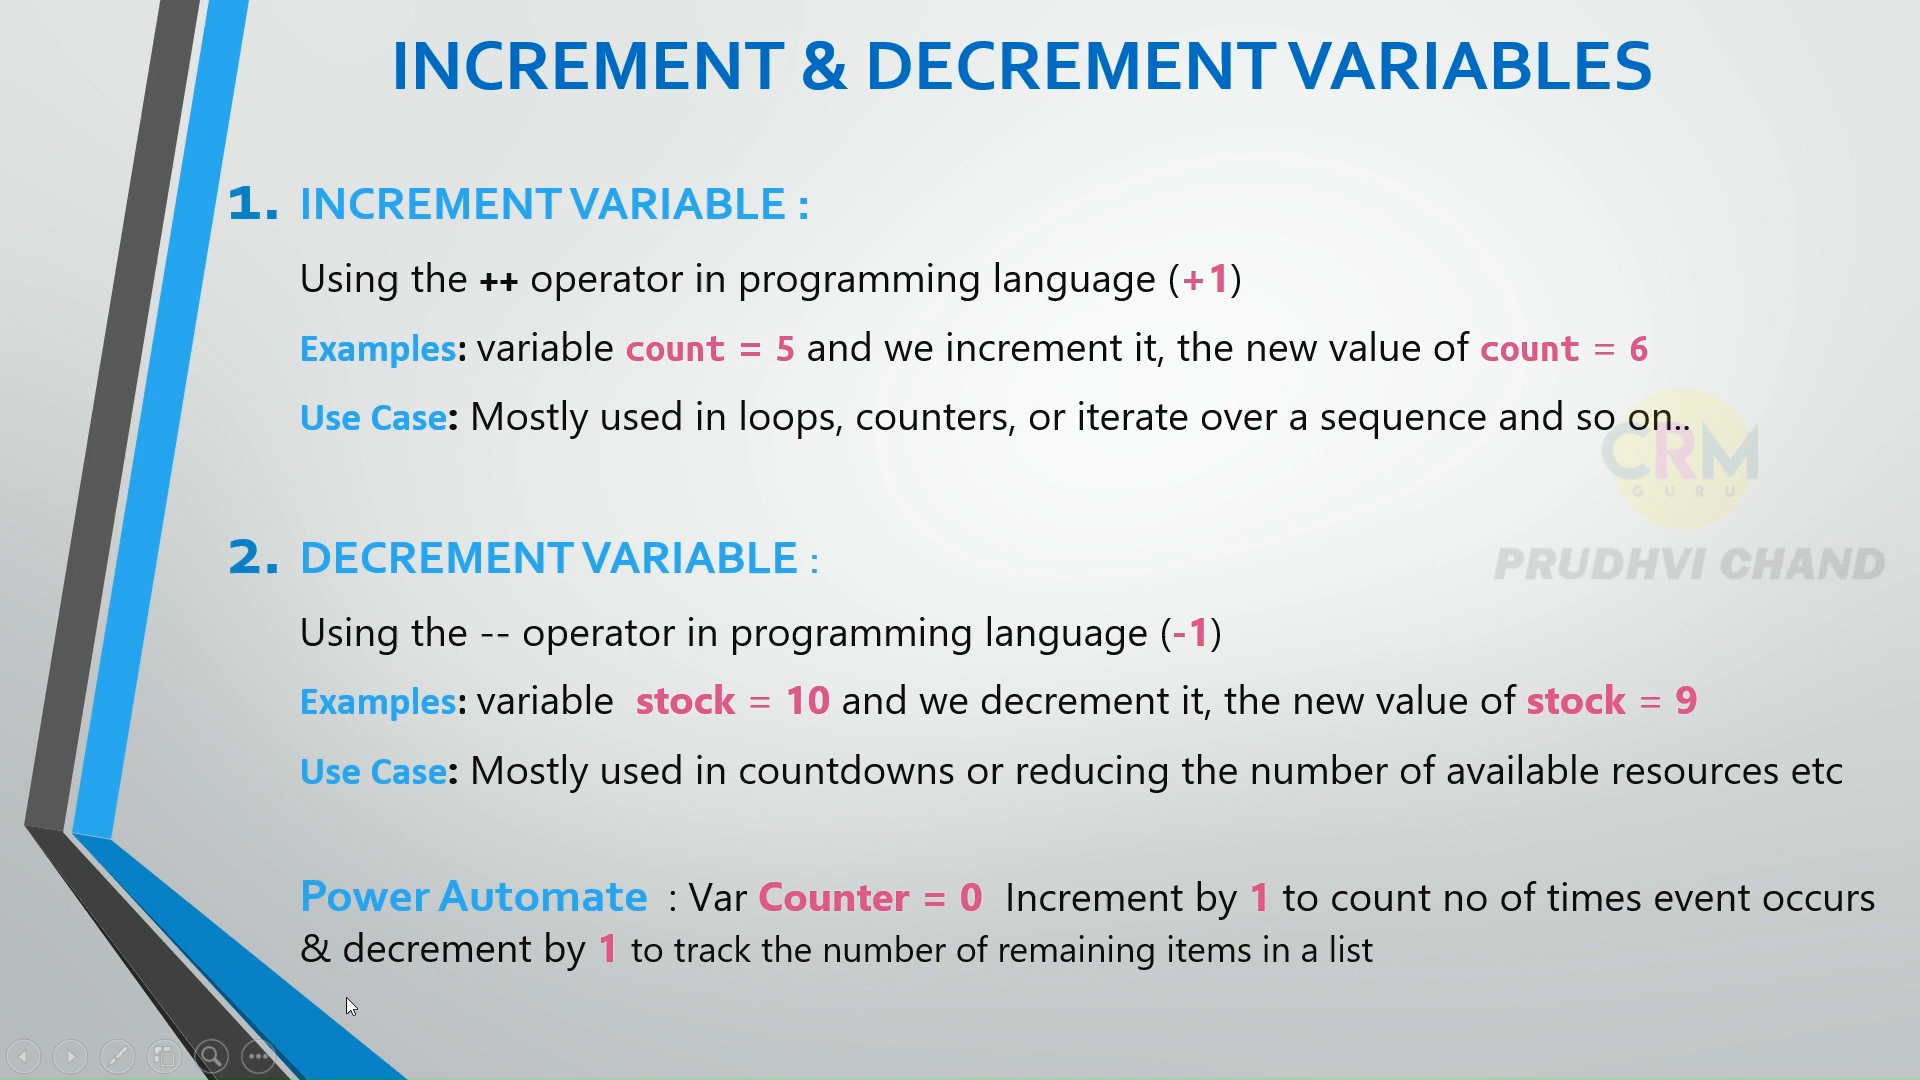 INCREMENT & DECREMENT VARIABLES
1. INCREMENT VARIABLE :
Using the ++ operator in programming language (+1)
Examples: variable count = 5 and we increment it, the new value of count = 6
Use Case: Mostly used in loops, counters, or iterate over a sequence and so on..
CRM
GURU
PRUDHVI CHAND
2. DECREMENT VARIABLE :
Using the -- operator in programming language (-1)
Examples: variable stock = 10 and we decrement it, the new value of stock = 9
Use Case: Mostly used in countdowns or reducing the number of available resources etc
Power Automate : Var Counter = 0 Increment by 1 to count no of times event occurs
& decrement by 1 to track the number of remaining items in a list